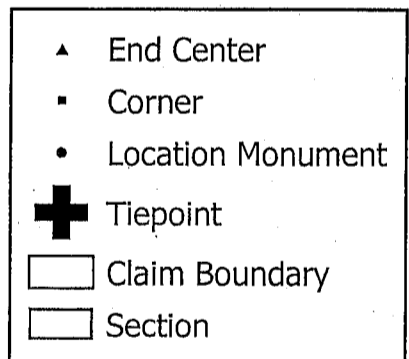 End Center
Corner
Location Monument
Tiepoint
Claim Boundary
Section